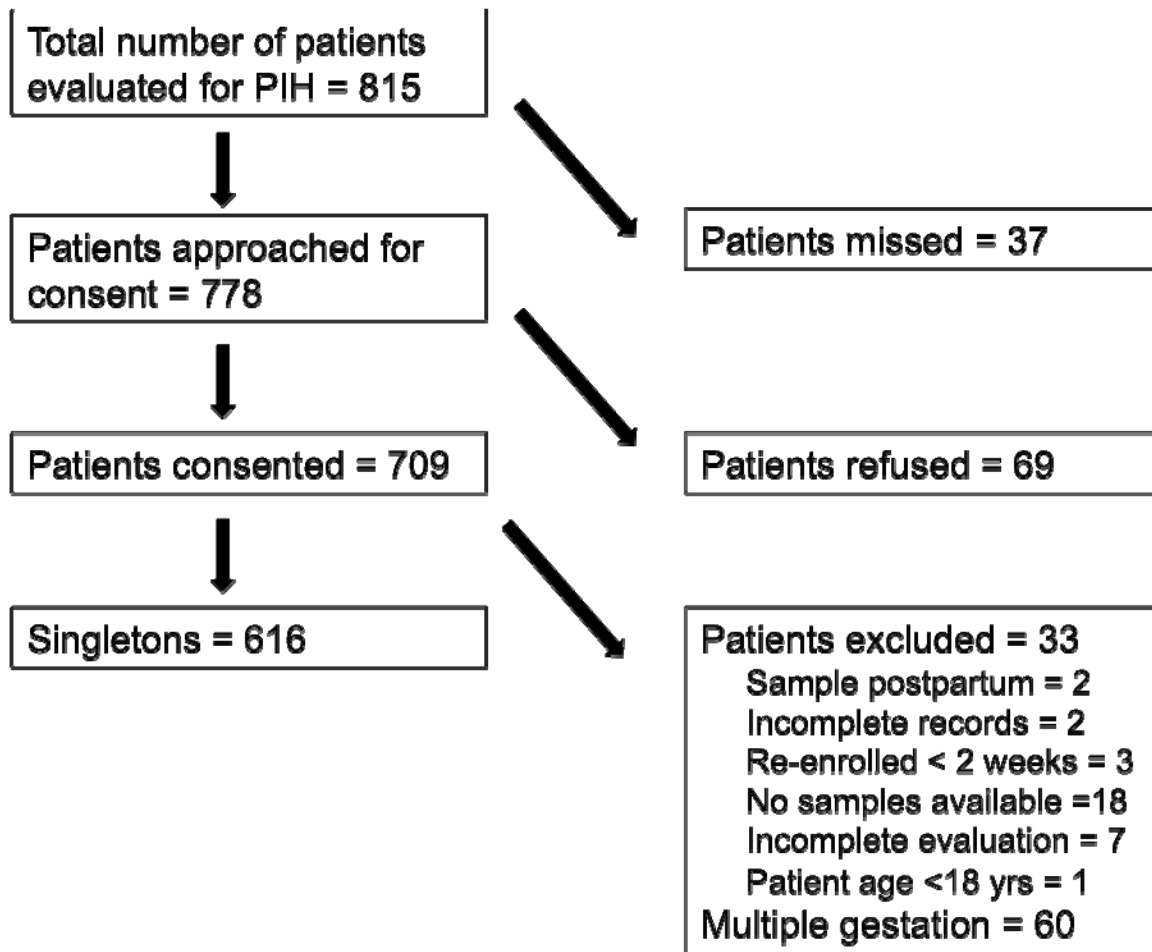 Total number of patients
evaluated for PIH = 815
Patients approached for
consent = 778
Patients missed = 37
Patients consented = 709
Patients refused = 69
Singletons = 616
Patients excluded = 33
Sample postpartum = 2
Incomplete records = 2
Re-enrolled < 2 weeks = 3
No samples available =18
Incomplete evaluation = 7
Patient age <18 yrs = 1
Multiple gestation = 60